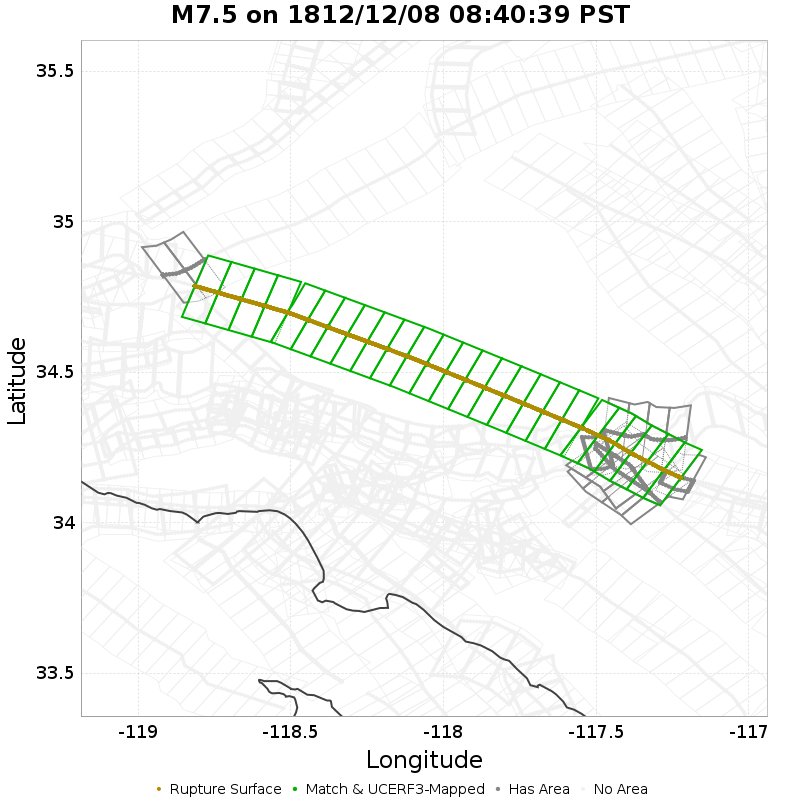 M7.5 on 1812/12/08 08:40:39 PST
35.5
35
34.5
34
33.5
Latitude
-119
-118.5
-118
-117.5
-117
Longitude
Rupture Surface
Match & UCERF3-Mapped
Has Area
No Area